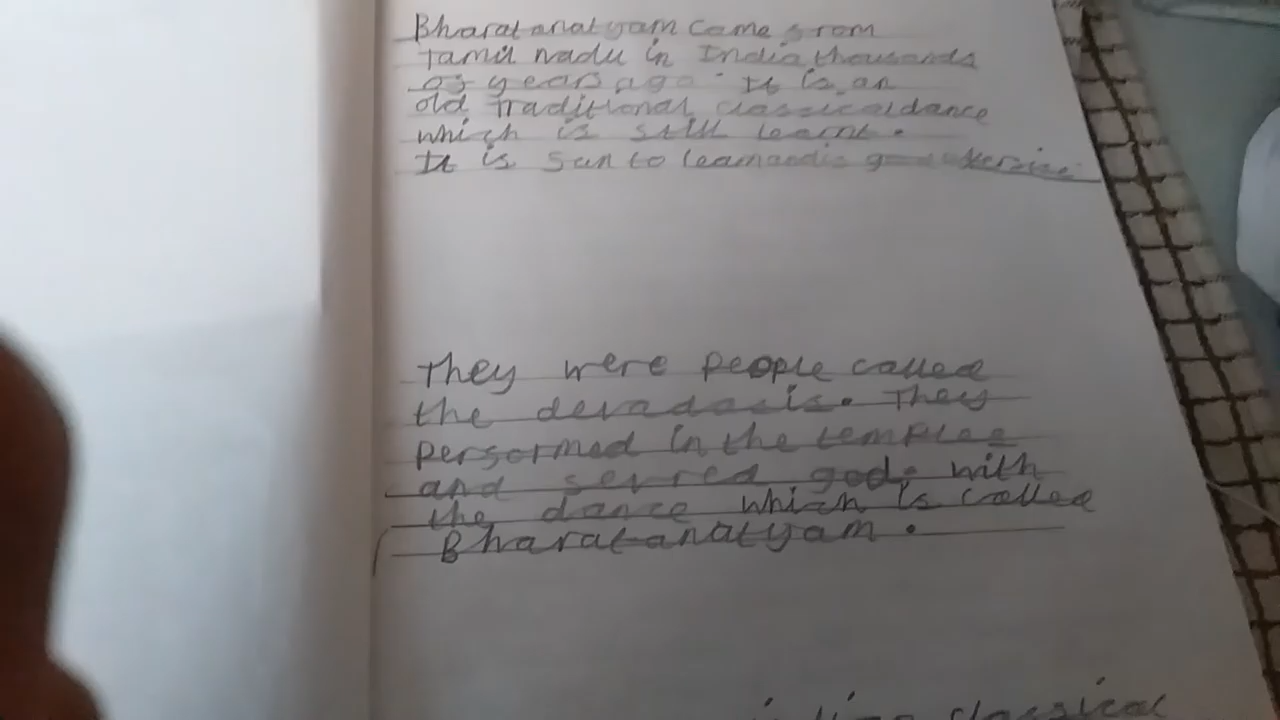 Bharatanatyam came from
Tamil nadu in India thousands
of years ago. It is an
old traditional classical dance
which is still learnt.
It is fun to learn and is good
They were people called
the devadasis. They
performed in the temples
and served god. with
the dance which is called
Bharatanatyam.
classical